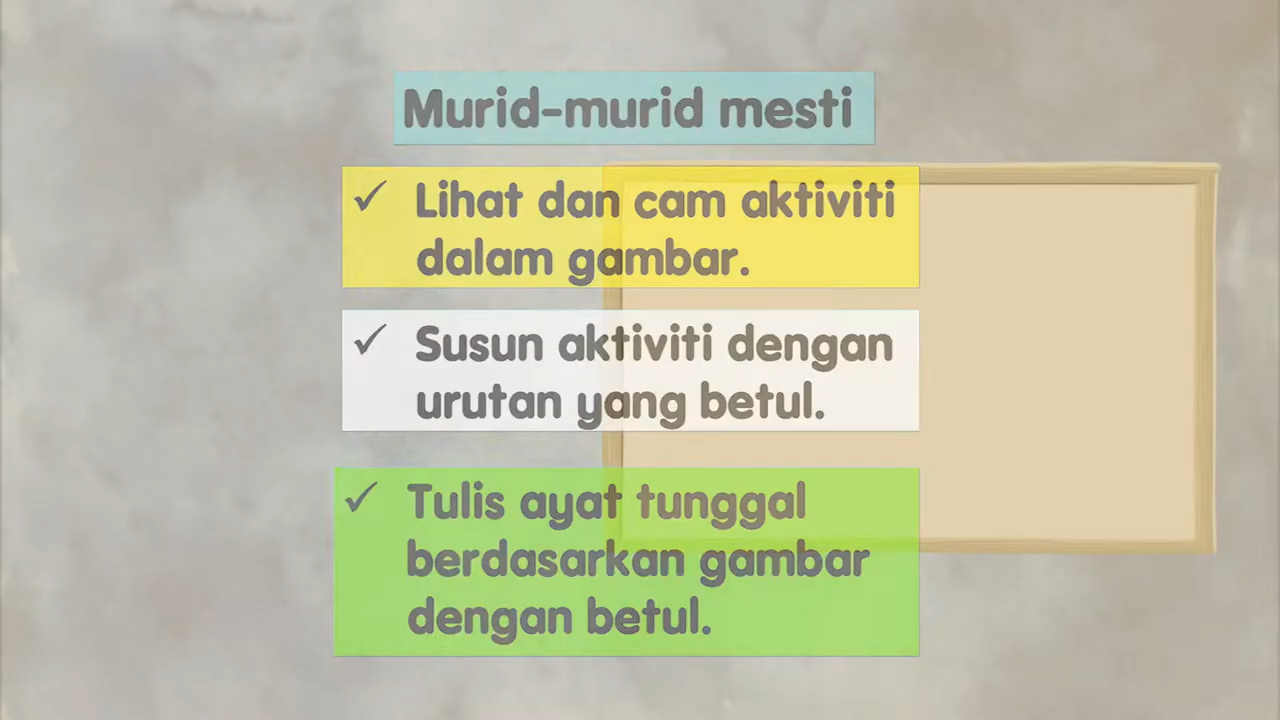 Murid-murid mesti
✓ Lihat dan cam aktiviti
dalam gambar.
✓ Susun aktiviti dengan
urutan yang betul.
✓ Tulis ayat tunggal
berdasarkan gambar
dengan betul.